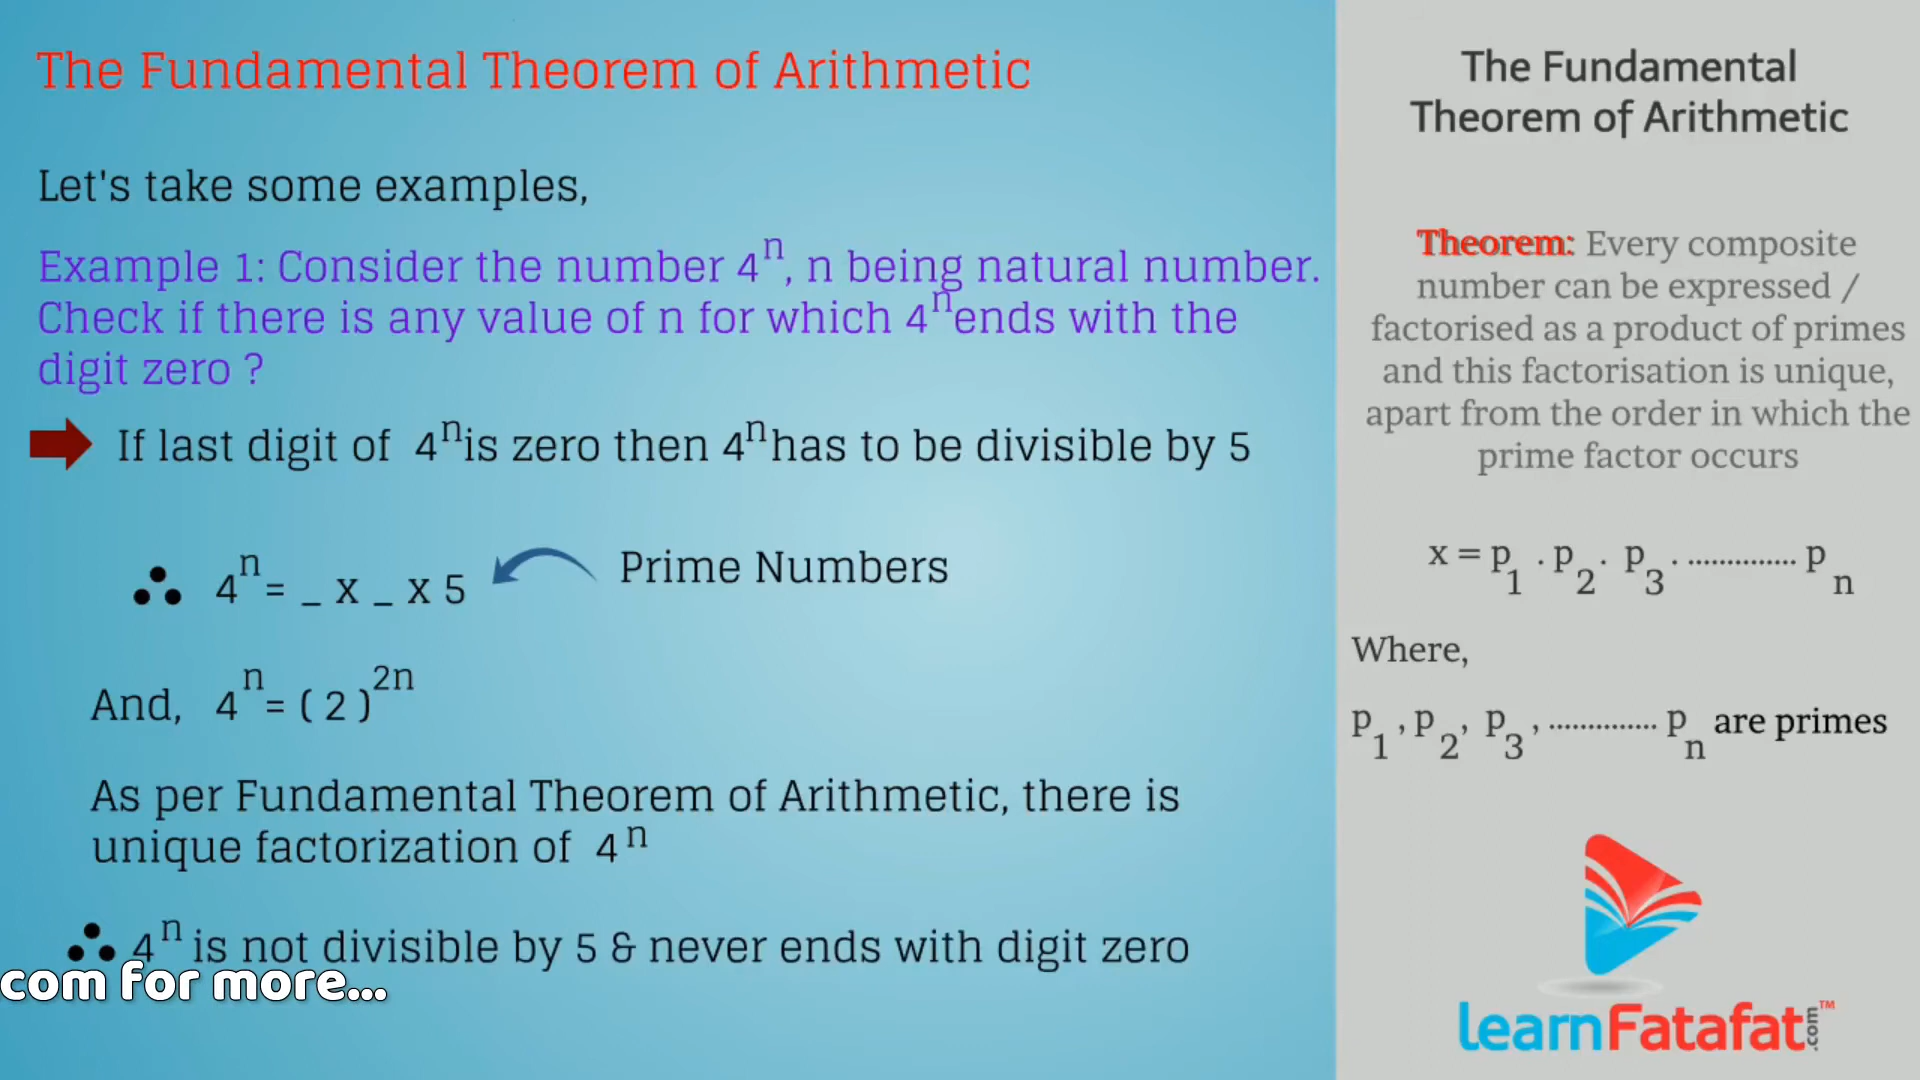 The Fundamental Theorem of Arithmetic
Let's take some examples,
Example 1: Consider the number 4ⁿ, n being natural number.
Check if there is any value of n for which 4ⁿ ends with the
digit zero ?
If last digit of 4ⁿ is zero then 4ⁿ has to be divisible by 5
∴ 4ⁿ = _ x _ x 5 Prime Numbers
And, 4ⁿ = ( 2 )²ⁿ
As per Fundamental Theorem of Arithmetic, there is
unique factorization of 4ⁿ
∴ 4ⁿ is not divisible by 5 & never ends with digit zero
com for more...
The Fundamental
Theorem of Arithmetic
Theorem: Every composite
number can be expressed /
factorised as a product of primes
and this factorisation is unique,
apart from the order in which the
prime factor occurs
x = p₁ . p₂ . p₃ . .............. pₙ
Where,
p₁ , p₂, p₃ , .............. pₙ are primes
learnFatafat.com™